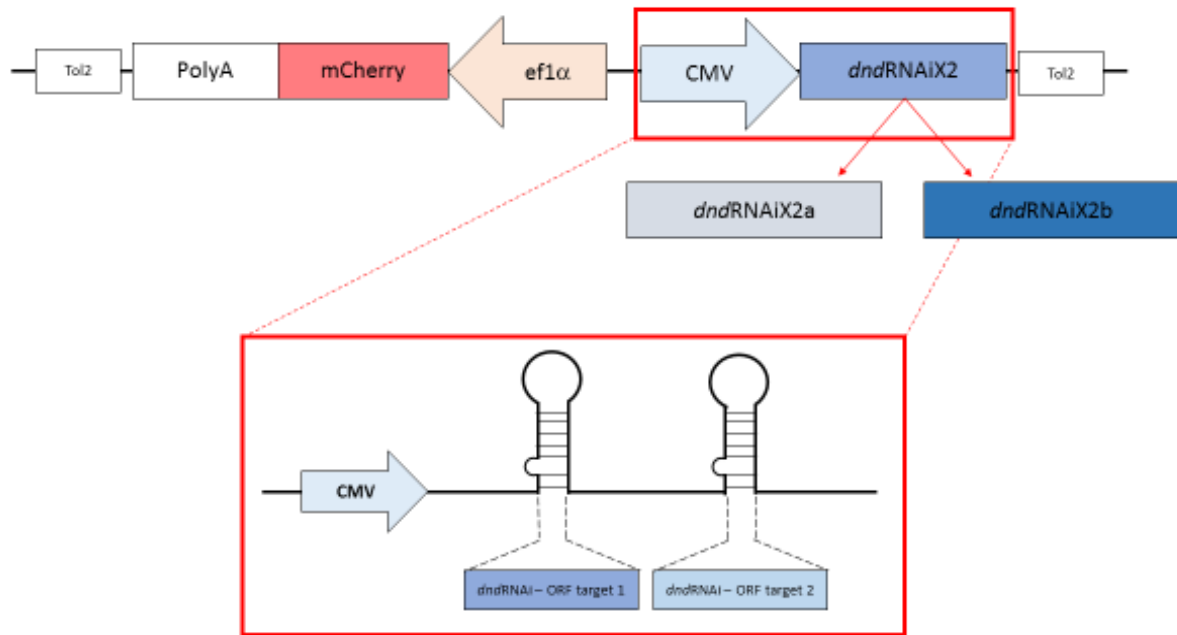 Tol2
PolyA
mCherry
ef1α
CMV
dndRNAiX2
Tol2
dndRNAiX2a
dndRNAiX2b
CMV
dndRNAi – ORF target 1
dndRNAi – ORF target 2